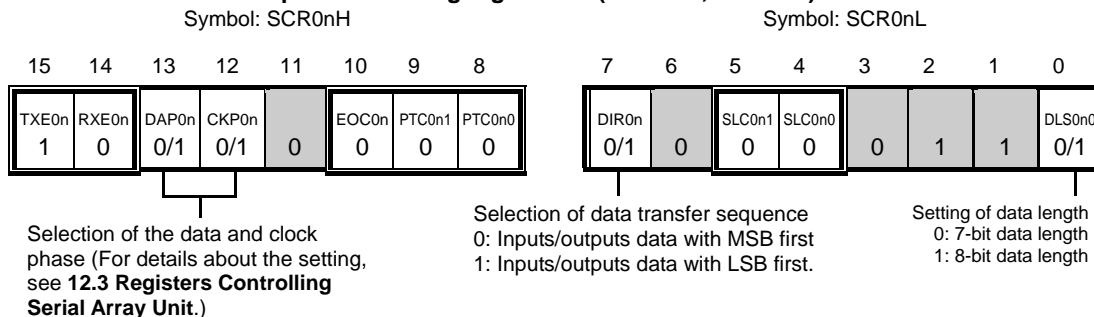 Symbol: SCR0nH
Symbol: SCR0nL
15 14 13 12 11 10 9 8
7 6 5 4 3 2 1 0
TXE0n RXE0n DAP0n CKP0n EOC0n PTC0n1 PTC0n0
DIR0n SLC0n1 SLC0n0 DLS0n0
1 0 0/1 0/1 0 0 0 0
0/1 0 0 0 0 1 1 0/1
Selection of the data and clock
phase (For details about the setting,
see 12.3 Registers Controlling
Serial Array Unit.)
Selection of data transfer sequence
0: Inputs/outputs data with MSB first
1: Inputs/outputs data with LSB first.
Setting of data length
0: 7-bit data length
1: 8-bit data length